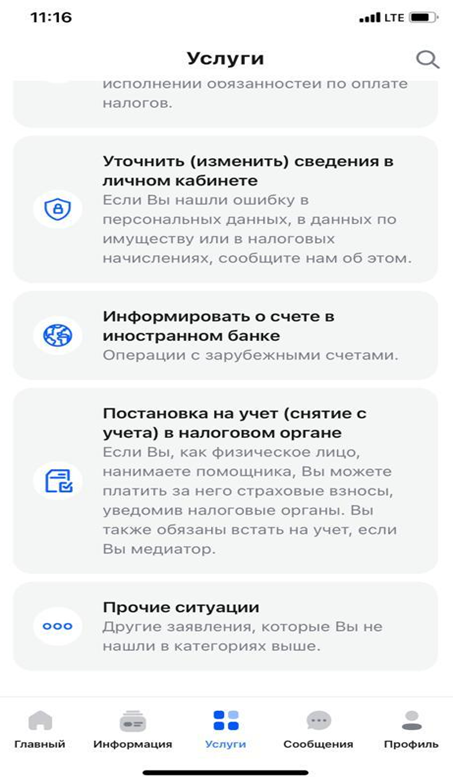 11:16
LTE
Услуги
исполнении обязанностей по оплате
налогов.
Уточнить (изменить) сведения в
личном кабинете
Если Вы нашли ошибку в
персональных данных, в данных по
имуществу или в налоговых
начислениях, сообщите нам об этом.
Информировать о счете в
иностранном банке
Операции с зарубежными счетами.
Постановка на учет (снятие с
учета) в налоговом органе
Если Вы, как физическое лицо,
нанимаете помощника, Вы можете
платить за него страховые взносы,
уведомив налоговые органы. Вы
также обязаны встать на учет, если
Вы медиатор.
Прочие ситуации
Другие заявления, которые Вы не
нашли в категориях выше.
Главный Информация Услуги Сообщения Профиль